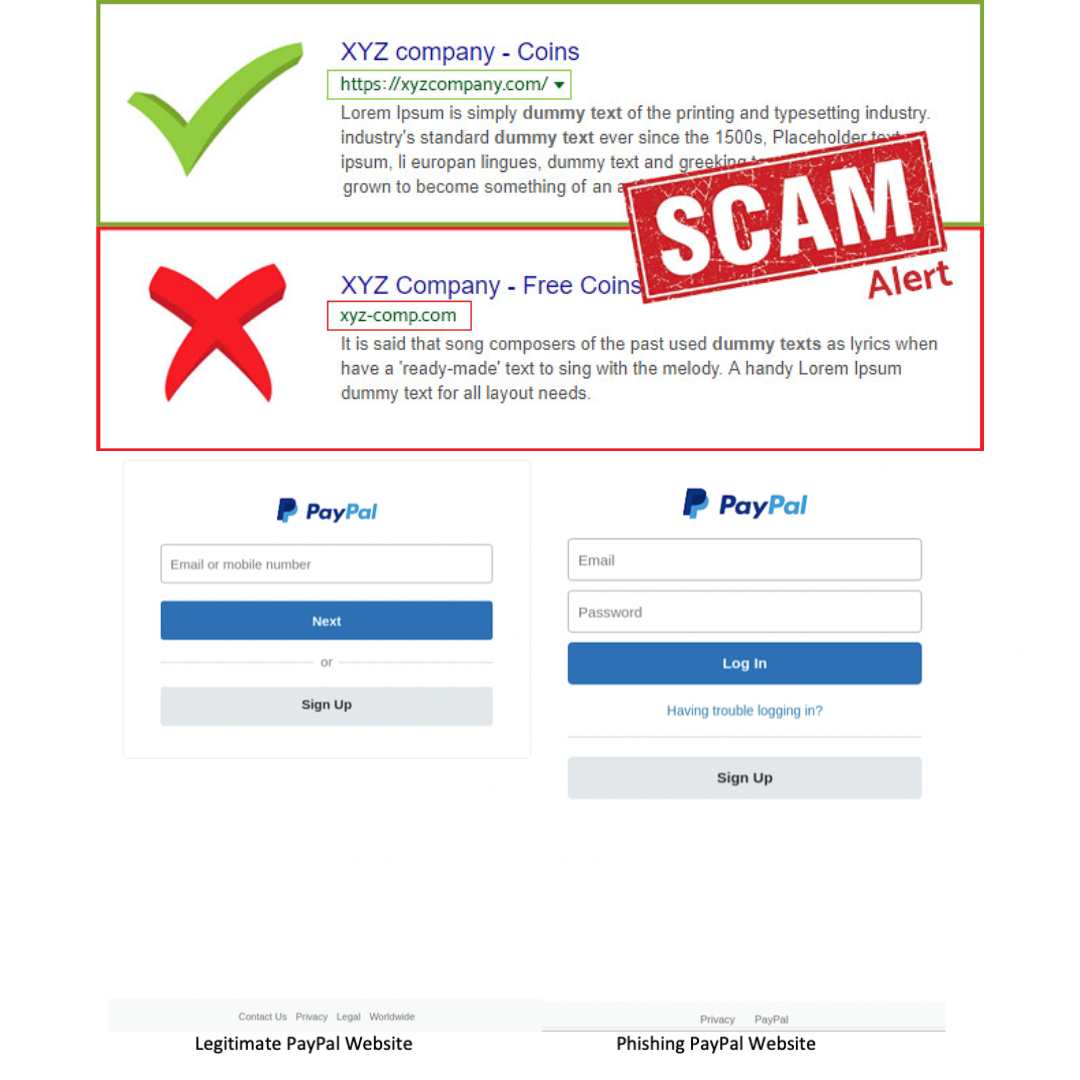 XYZ company - Coins
https://xyzcompany.com/
Lorem Ipsum is simply dummy text of the printing and typesetting industry.
industry's standard dummy text ever since the 1500s, Placeholder text
ipsum, li europan lingues, dummy text and greeking
grown to become something of an
SCAM
Alert
XYZ Company - Free Coins
xyz-comp.com
It is said that song composers of the past used dummy texts as lyrics when
have a 'ready-made' text to sing with the melody. A handy Lorem Ipsum
dummy text for all layout needs.
PayPal
Email or mobile number
Next
or
Sign Up
Contact Us Privacy Legal Worldwide
Legitimate PayPal Website
PayPal
Email
Password
Log In
Having trouble logging in?
Sign Up
Privacy PayPal
Phishing PayPal Website